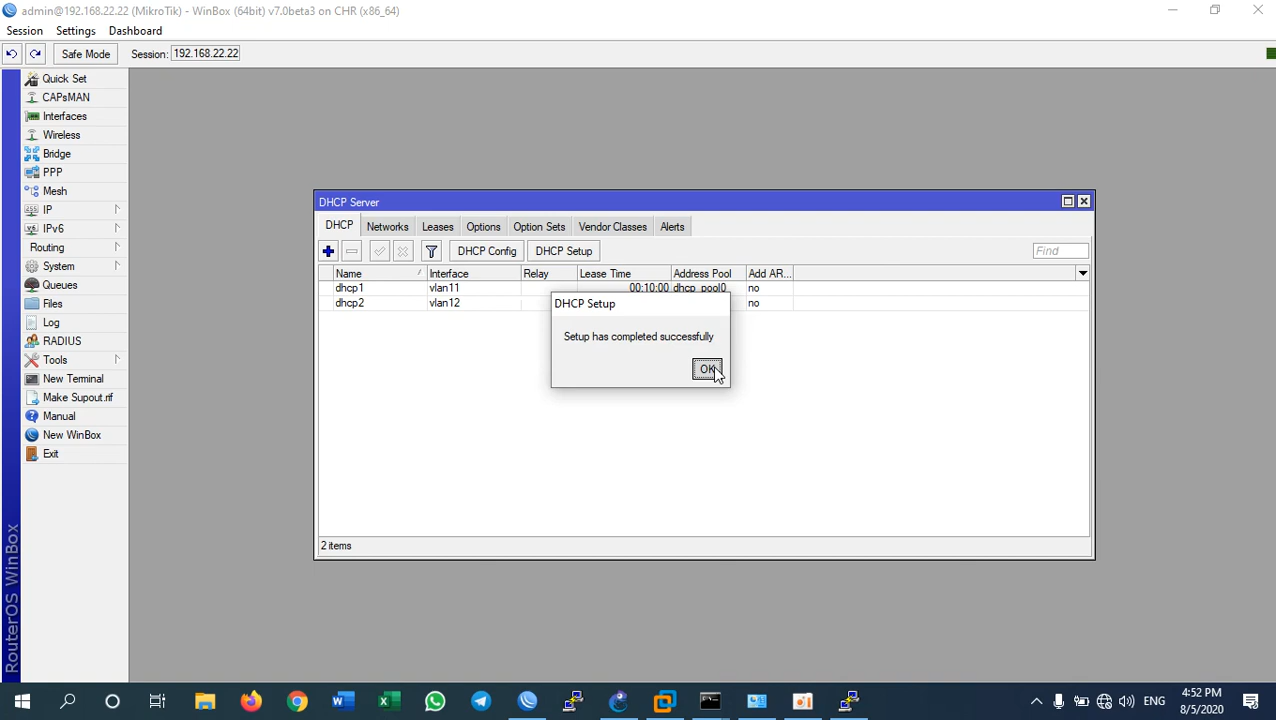 admin@192.168.22.22 (MikroTik) - WinBox (64bit) v7.0beta3 on CHR (x86_64)
Session Settings Dashboard
Safe Mode Session: 192.168.22.22
Quick Set
CAPsMAN
Interfaces
Wireless
Bridge
PPP
Mesh
IP
IPv6
Routing
System
Queues
Files
Log
RADIUS
Tools
New Terminal
Make Supout.rif
Manual
New WinBox
Exit
RouterOS WinBox
DHCP Server
DHCP Networks Leases Options Option Sets Vendor Classes Alerts
DHCP Config DHCP Setup Find
Name Interface Relay Lease Time Address Pool Add AR...
dhcp1 vlan11 00:10:00 dhcp_pool0 no
dhcp2 vlan12 no
DHCP Setup
Setup has completed successfully
OK
2 items
ENG
4:52 PM
8/5/2020